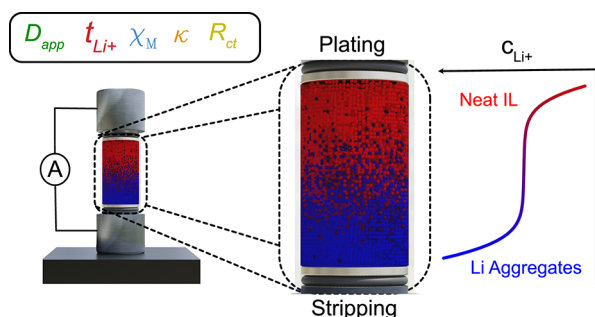 D_app t_Li+ χ_M κ R_ct
Plating
c_Li+
Neat IL
A
Li Aggregates
Stripping